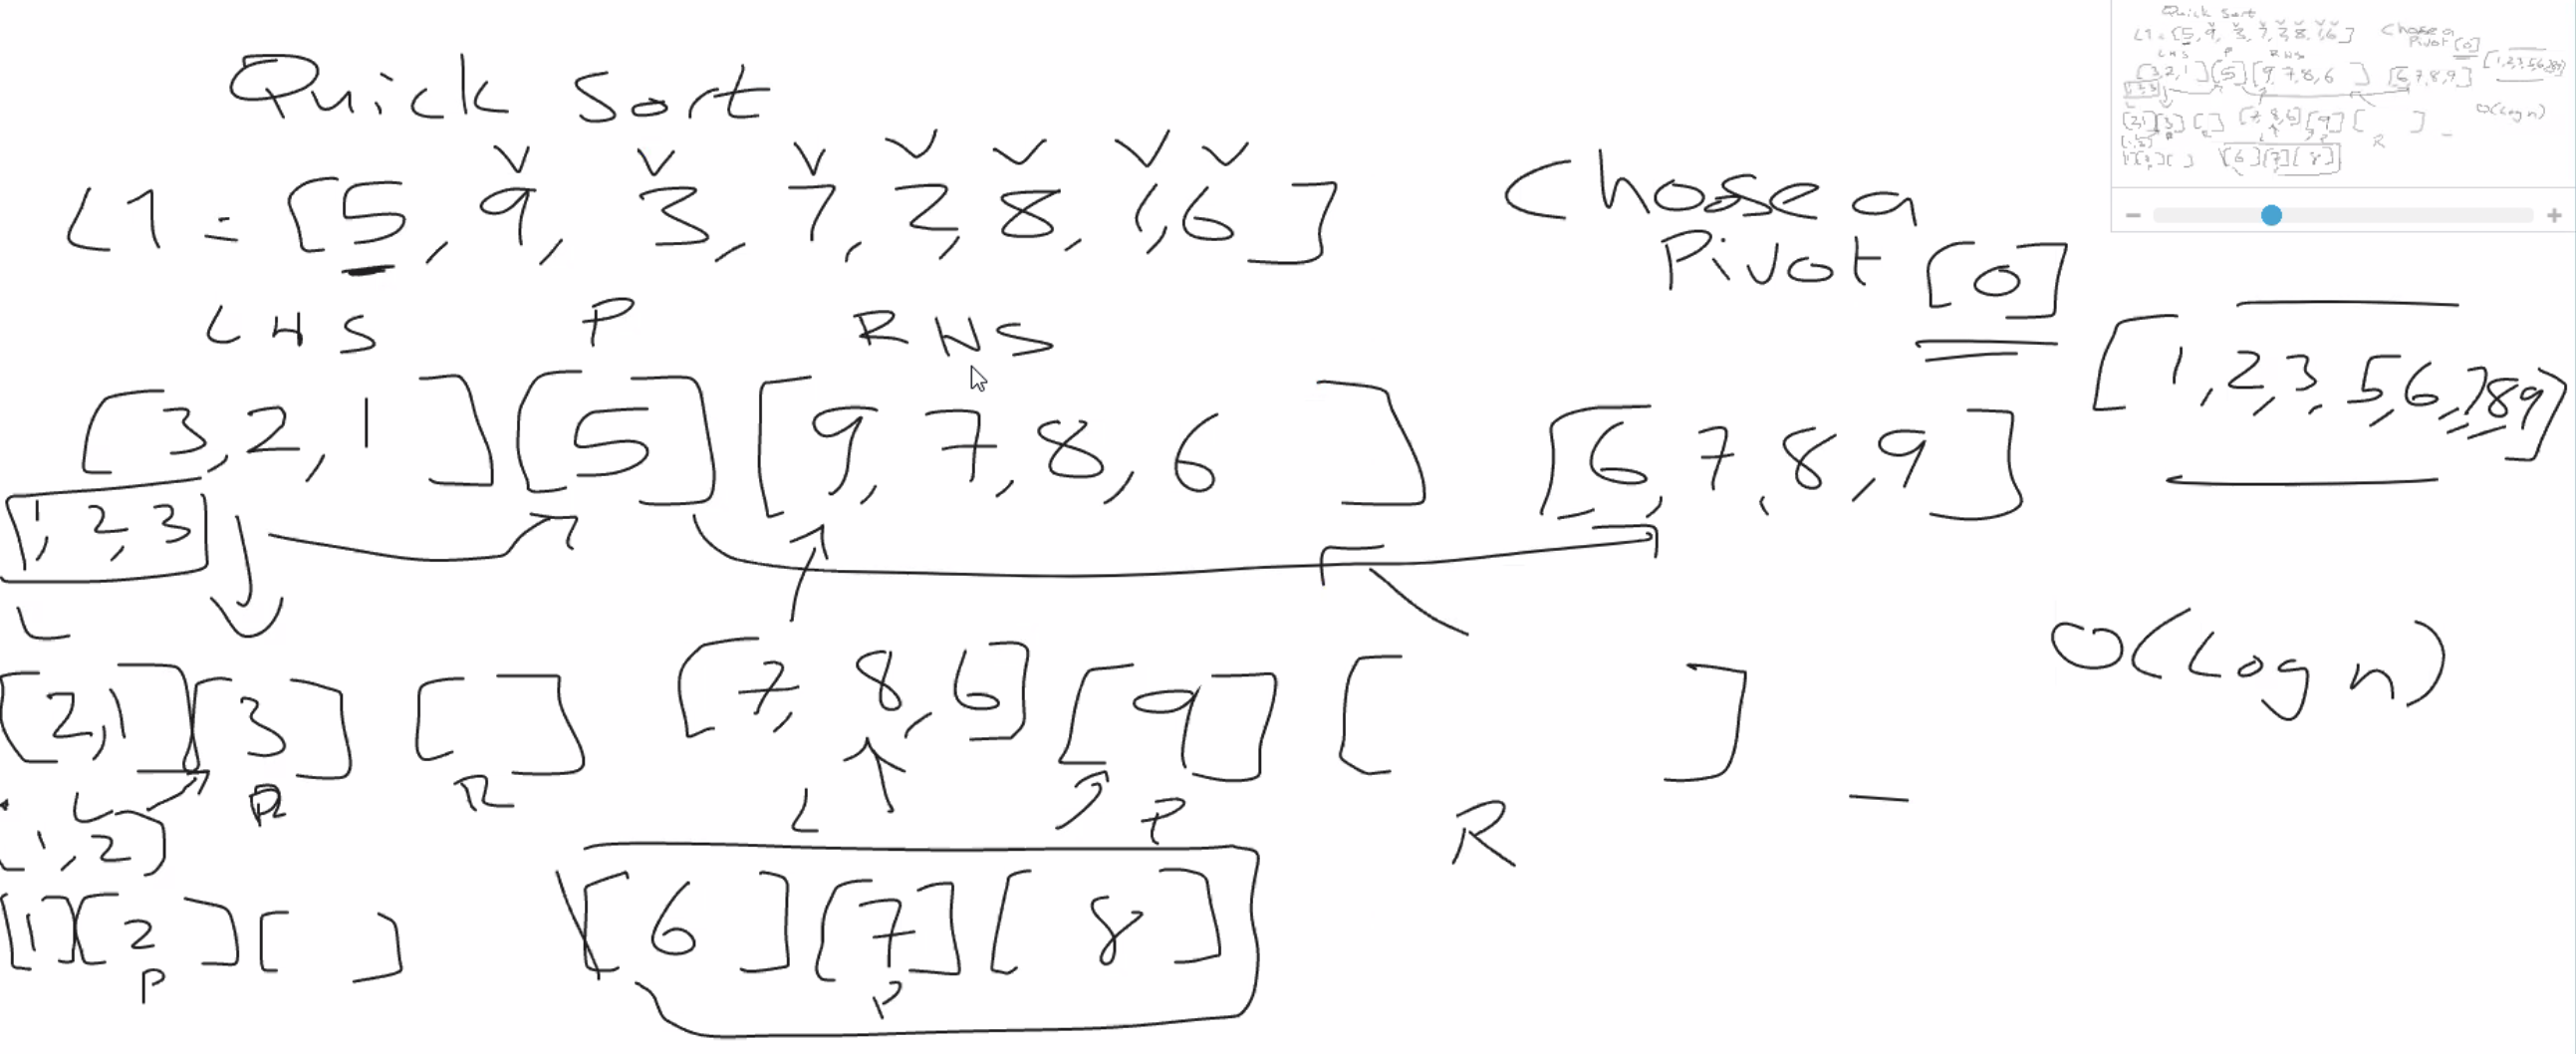 Quick Sort
L1 = [5, 9, 3, 7, 2, 8, 1, 6]
Chose a
Pivot [0]
LHS P RHS
[3, 2, 1] [5] [9, 7, 8, 6] [6, 7, 8, 9] [1, 2, 3, 5, 6, 7 8 9]
1, 2, 3
L
O(Log n)
[2, 1] [3] [ ] [7, 8, 6] [9] [ ]
L R L P R
[1, 2]
[1] [2] [ ] [6] [7] [8]
P P